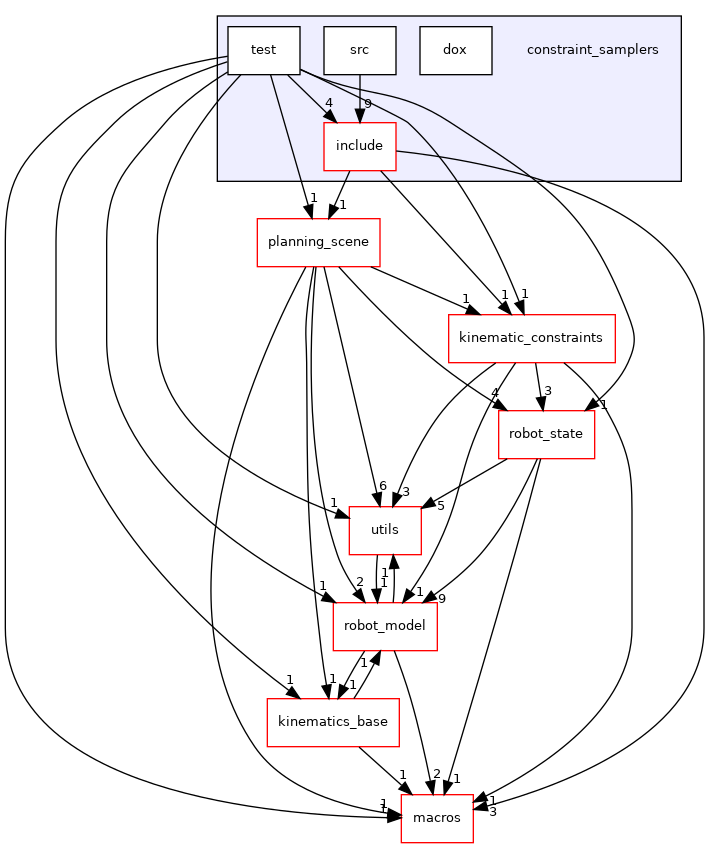 test
src
dox
constraint_samplers
4
9
include
1
1
planning_scene
1
1
1
kinematic_constraints
4
3
1
robot_state
6
3
1
5
utils
2
1
1
1
1
9
robot_model
1
1
1
1
kinematics_base
1
2
1
1
1
1
3
macros